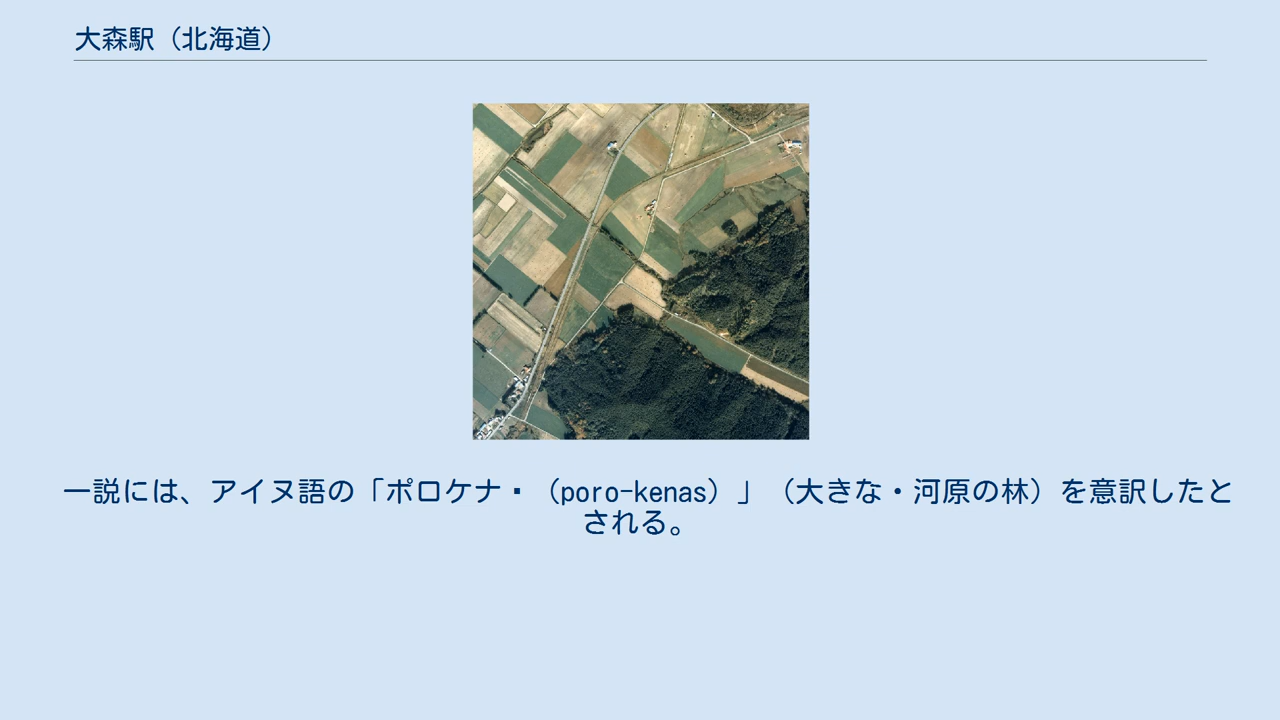 大森駅（北海道）
一説には、アイヌ語の「ポロケナ▪（poro-kenas）」（大きな・河原の林）を意訳したと
される。